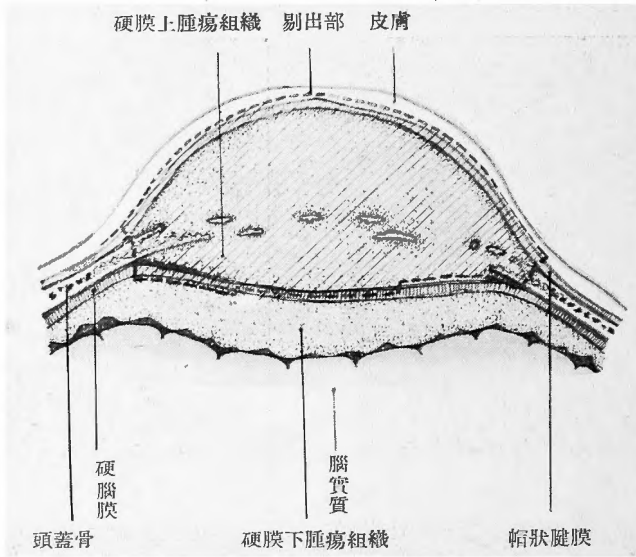 硬膜上腫瘍組織
剔出部
皮膚
硬腦膜
腦實質
頭蓋骨
硬膜下腫瘍組織
帽狀腱膜